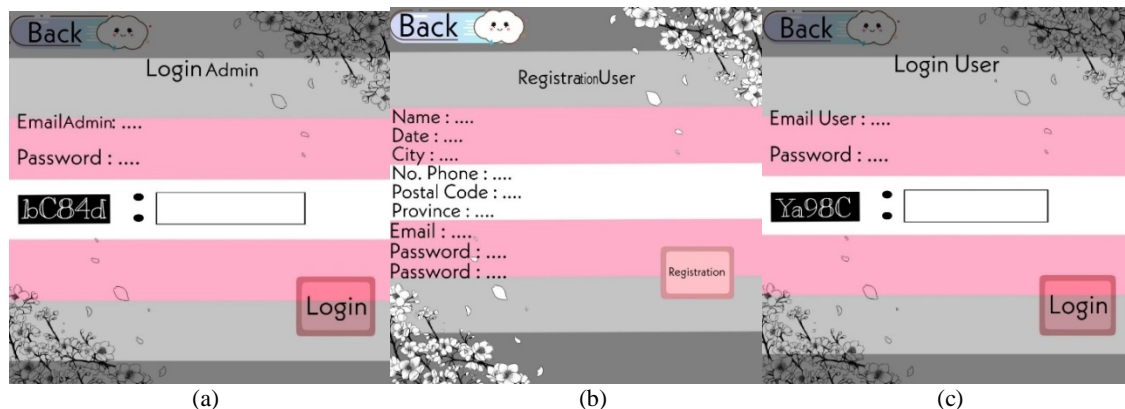 Back
Login Admin
EmailAdmin: ....
Password : ....
bC84d :
Login
(a)
Back
RegistrationUser
Name : ....
Date : ....
City : ....
No. Phone : ....
Postal Code : ....
Province : ....
Email : ....
Password : ....
Password : ....
Registration
(b)
Back
Login User
Email User : ....
Password : ....
Ya98C :
Login
(c)